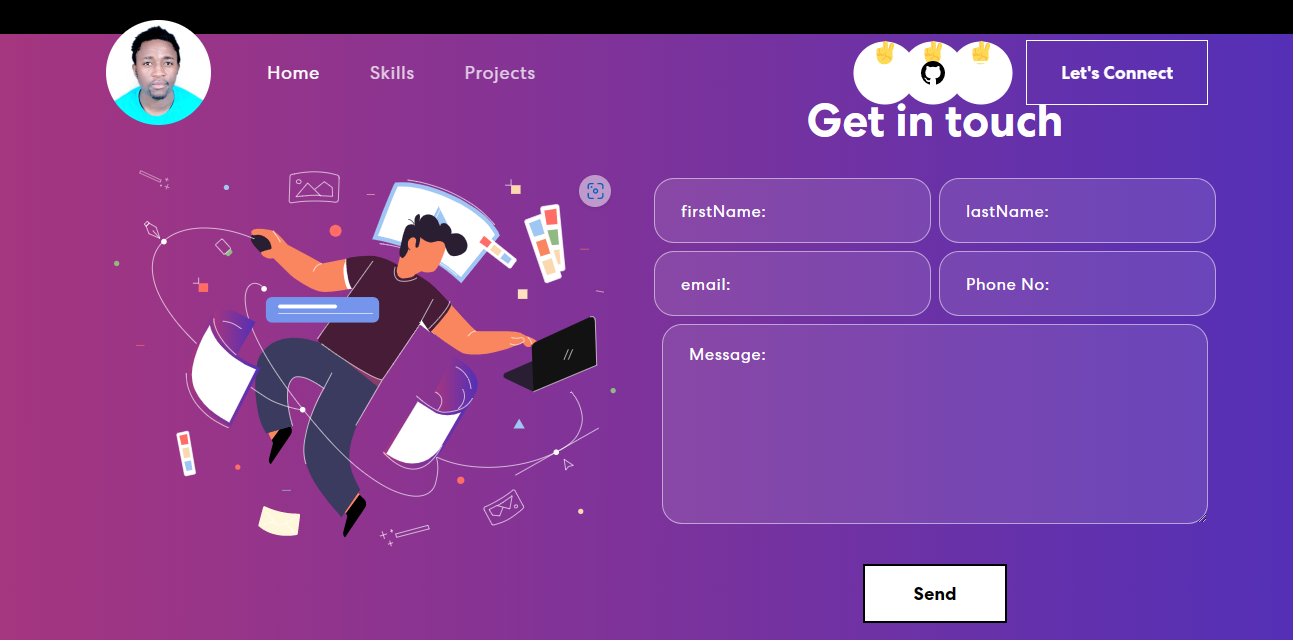 Home Skills Projects
Let's Connect
Get in touch
firstName: lastName:
email: Phone No:
Message:
//
Send